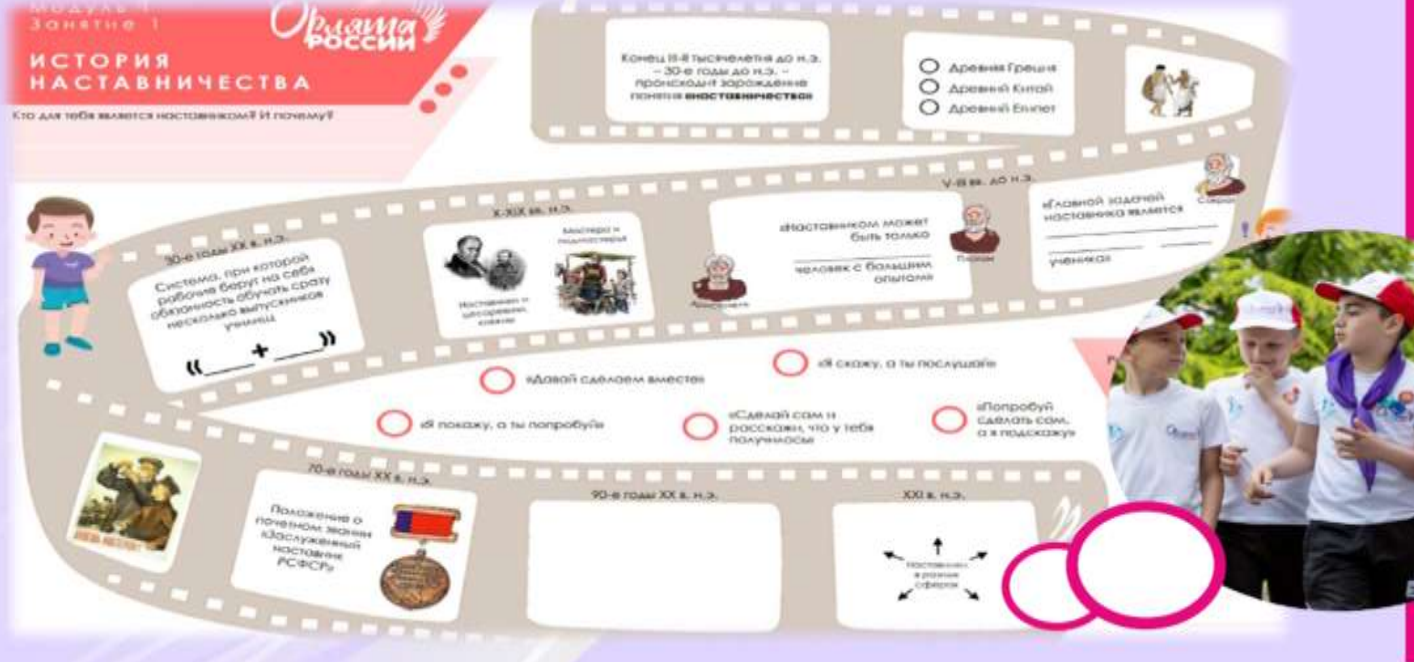 Модуль 1
Занятие 1
Орлята
РОССИИ
ИСТОРИЯ
НАСТАВНИЧЕСТВА
Кто для тебя является наставником? И почему?
Конец III-II тысячелетия до н.э.
– 30-е годы до н.э. –
происходит зарождение
понятия «наставничество»
Древняя Греция
Древний Китай
Древний Египет
V-III вв. до н.э.
«Главной задачей
наставника является
ученика»
Сократ
«Наставником может
быть только
человек с большим
опытом»
Платон
Аристотель
X-XIX вв. н.э.
Мастера и
подмастерья
Наставники и
цесаревич,
30-е годы XX в. н.э.
Система, при которой
рабочие берут на себя
обязанность обучать сразу
несколько выпускников
училищ
«____+____»
«Давай сделаем вместе»
«Я скажу, а ты послушай»
«Я покажу, а ты попробуй»
«Сделай сам и
расскажи, что у тебя
получилось»
«Попробуй
сделать сам,
а я подскажу»
70-е годы XX в. н.э.
Положение о
почетном звании
«Заслуженный
наставник
РСФСР»
90-е годы XX в. н.э.
XXI в. н.э.
Наставники
в разных
сферах